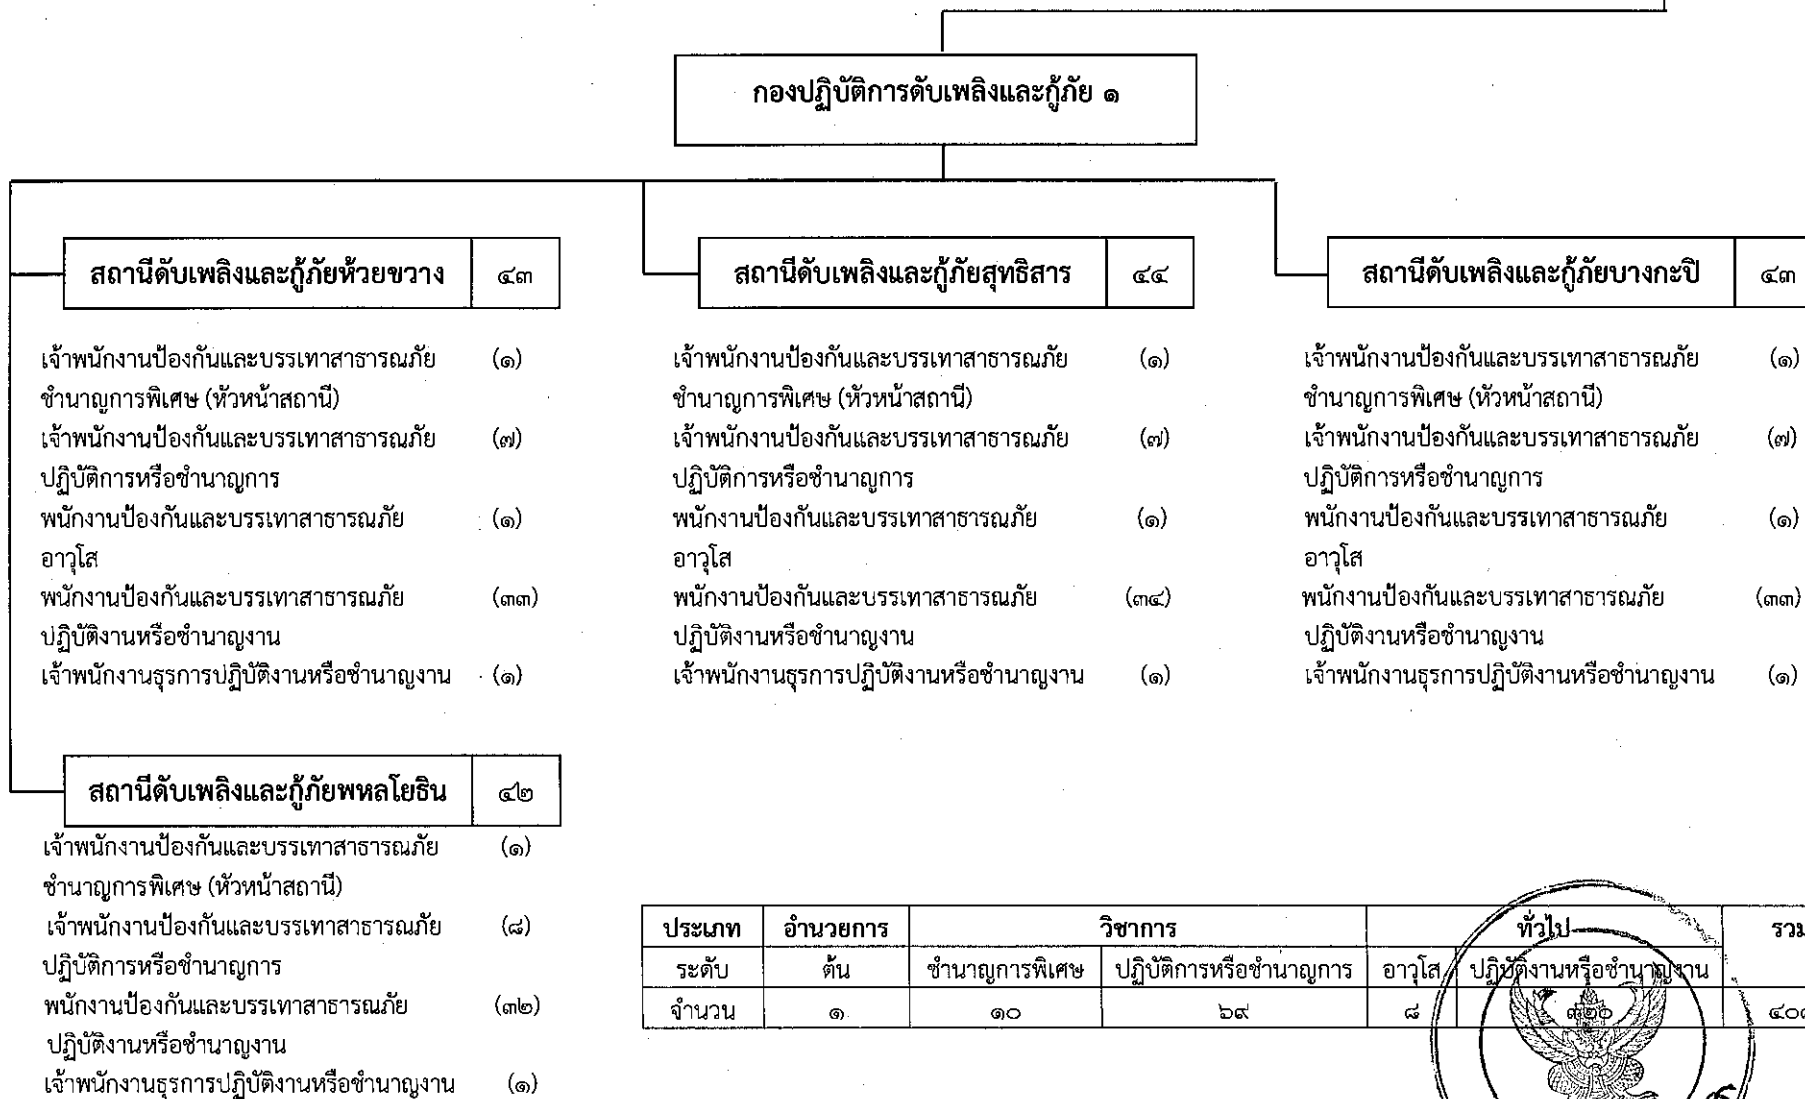 กองปฏิบัติการดับเพลิงและกู้ภัย ๑
สถานีดับเพลิงและกู้ภัยห้วยขวาง ๔๓
เจ้าพนักงานป้องกันและบรรเทาสาธารณภัย (๑)
ชำนาญการพิเศษ (หัวหน้าสถานี)
เจ้าพนักงานป้องกันและบรรเทาสาธารณภัย (๗)
ปฏิบัติการหรือชำนาญการ
พนักงานป้องกันและบรรเทาสาธารณภัย (๑)
อาวุโส
พนักงานป้องกันและบรรเทาสาธารณภัย (๓๓)
ปฏิบัติงานหรือชำนาญงาน
เจ้าพนักงานธุรการปฏิบัติงานหรือชำนาญงาน (๑)
สถานีดับเพลิงและกู้ภัยสุทธิสาร ๔๔
เจ้าพนักงานป้องกันและบรรเทาสาธารณภัย (๑)
ชำนาญการพิเศษ (หัวหน้าสถานี)
เจ้าพนักงานป้องกันและบรรเทาสาธารณภัย (๗)
ปฏิบัติการหรือชำนาญการ
พนักงานป้องกันและบรรเทาสาธารณภัย (๑)
อาวุโส
พนักงานป้องกันและบรรเทาสาธารณภัย (๓๔)
ปฏิบัติงานหรือชำนาญงาน
เจ้าพนักงานธุรการปฏิบัติงานหรือชำนาญงาน (๑)
สถานีดับเพลิงและกู้ภัยบางกะปิ ๔๓
เจ้าพนักงานป้องกันและบรรเทาสาธารณภัย (๑)
ชำนาญการพิเศษ (หัวหน้าสถานี)
เจ้าพนักงานป้องกันและบรรเทาสาธารณภัย (๗)
ปฏิบัติการหรือชำนาญการ
พนักงานป้องกันและบรรเทาสาธารณภัย (๑)
อาวุโส
พนักงานป้องกันและบรรเทาสาธารณภัย (๓๓)
ปฏิบัติงานหรือชำนาญงาน
เจ้าพนักงานธุรการปฏิบัติงานหรือชำนาญงาน (๑)
สถานีดับเพลิงและกู้ภัยพหลโยธิน ๔๒
เจ้าพนักงานป้องกันและบรรเทาสาธารณภัย (๑)
ชำนาญการพิเศษ (หัวหน้าสถานี)
เจ้าพนักงานป้องกันและบรรเทาสาธารณภัย (๘)
ปฏิบัติการหรือชำนาญการ
พนักงานป้องกันและบรรเทาสาธารณภัย (๓๒)
ปฏิบัติงานหรือชำนาญงาน
เจ้าพนักงานธุรการปฏิบัติงานหรือชำนาญงาน (๑)
ประเภท อำนวยการ วิชาการ ทั่วไป รวม
ระดับ ต้น ชำนาญการพิเศษ ปฏิบัติการหรือชำนาญการ อาวุโส ปฏิบัติงานหรือชำนาญงาน
จำนวน ๑ ๑๐ ๖๙ ๘ ๓๒๐